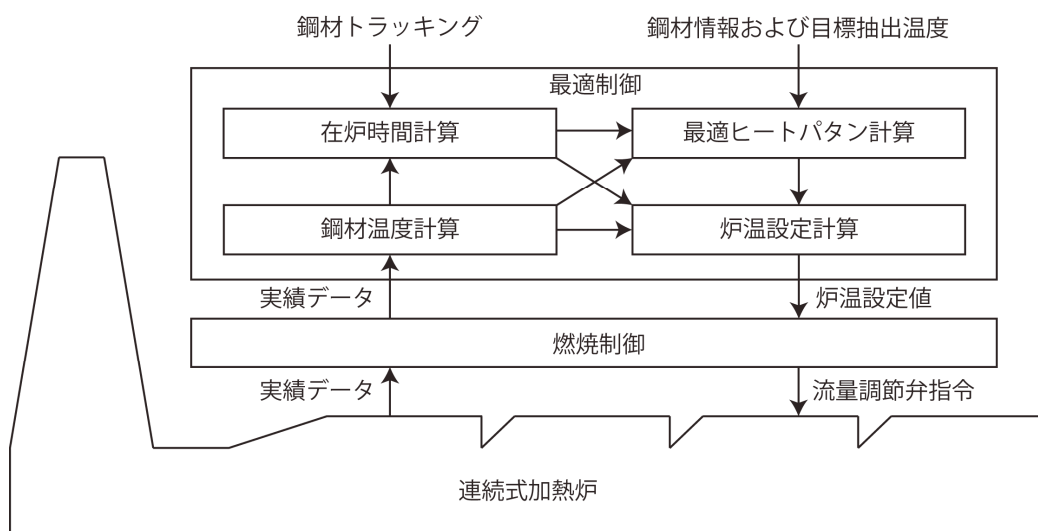 鋼材トラッキング
鋼材情報および目標抽出温度
最適制御
在炉時間計算
最適ヒートパタン計算
鋼材温度計算
炉温設定計算
実績データ
炉温設定値
燃焼制御
実績データ
流量調節弁指令
連続式加熱炉